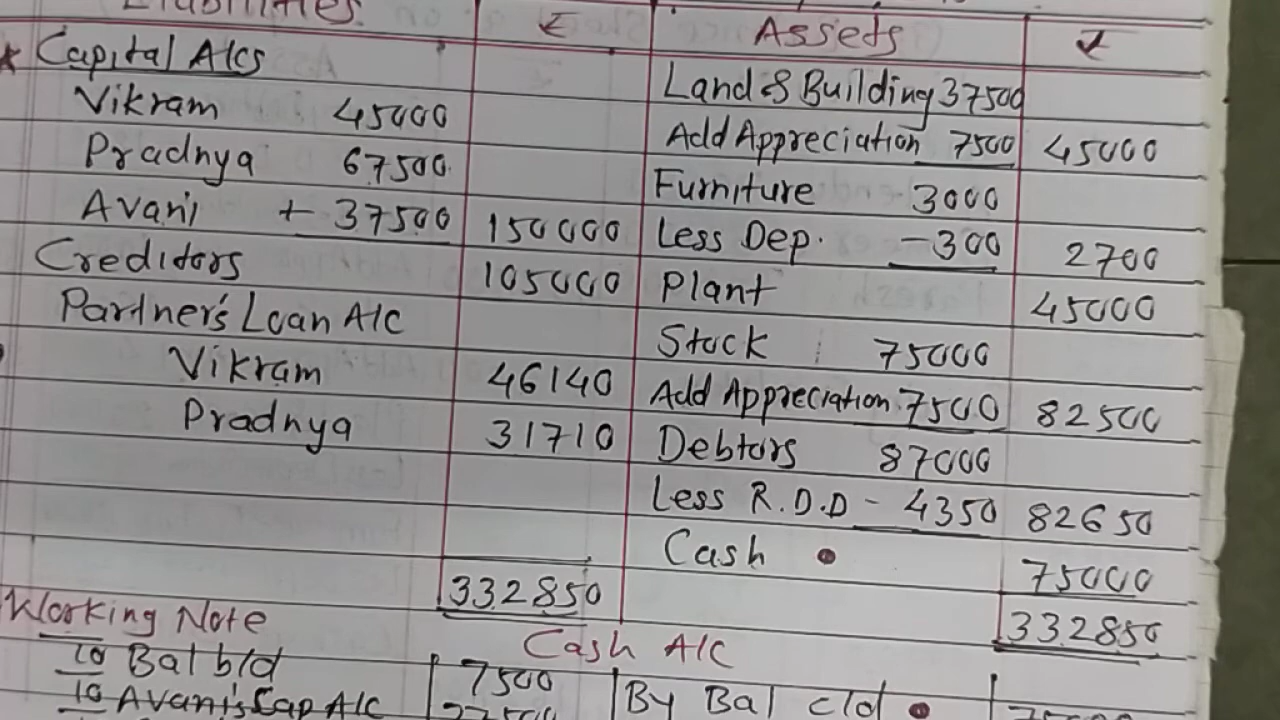 Liabilities ₹ Assets ₹
* Capital A/cs
Land & Building 37500
Vikram 45000
Add Appreciation 7500 45000
Pradnya 67500
Furniture 3000
Avani + 37500 150000
Less Dep. - 300 2700
Creditors 105000
Plant 45000
Partner's Loan A/c
Stock 75000
Vikram 46140
Add Appreciation 7500 82500
Pradnya 31710
Debtors 87000
Less R.D.D - 4350 82650
Cash 75000
332850 332850
Working Note
Cash A/c
To Bal b/d 7500
To Avani's Cap A/c
By Bal c/d